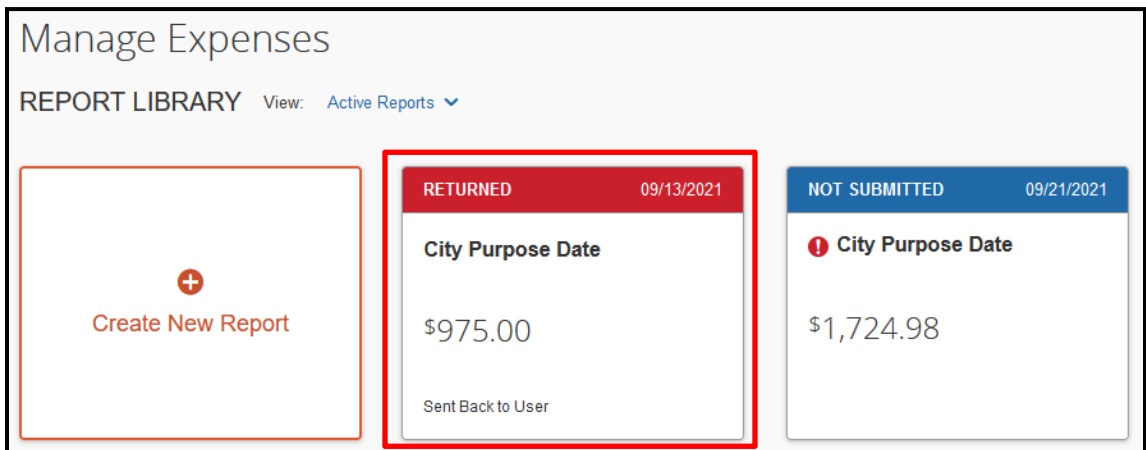 Manage Expenses
REPORT LIBRARY View: Active Reports
Create New Report
RETURNED 09/13/2021
City Purpose Date
$975.00
Sent Back to User
NOT SUBMITTED 09/21/2021
City Purpose Date
$1,724.98